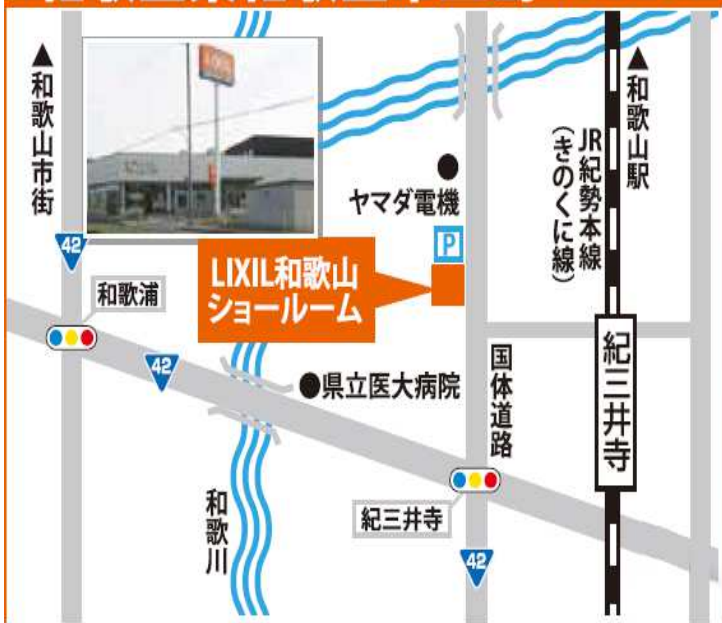 ▲和歌山市街
▲和歌山駅
JR紀勢本線
(きのくに線)
ヤマダ電機
P
LIXIL和歌山
ショールーム
42
和歌浦
42
県立医大病院
国体道路
紀三井寺
和歌川
紀三井寺
42